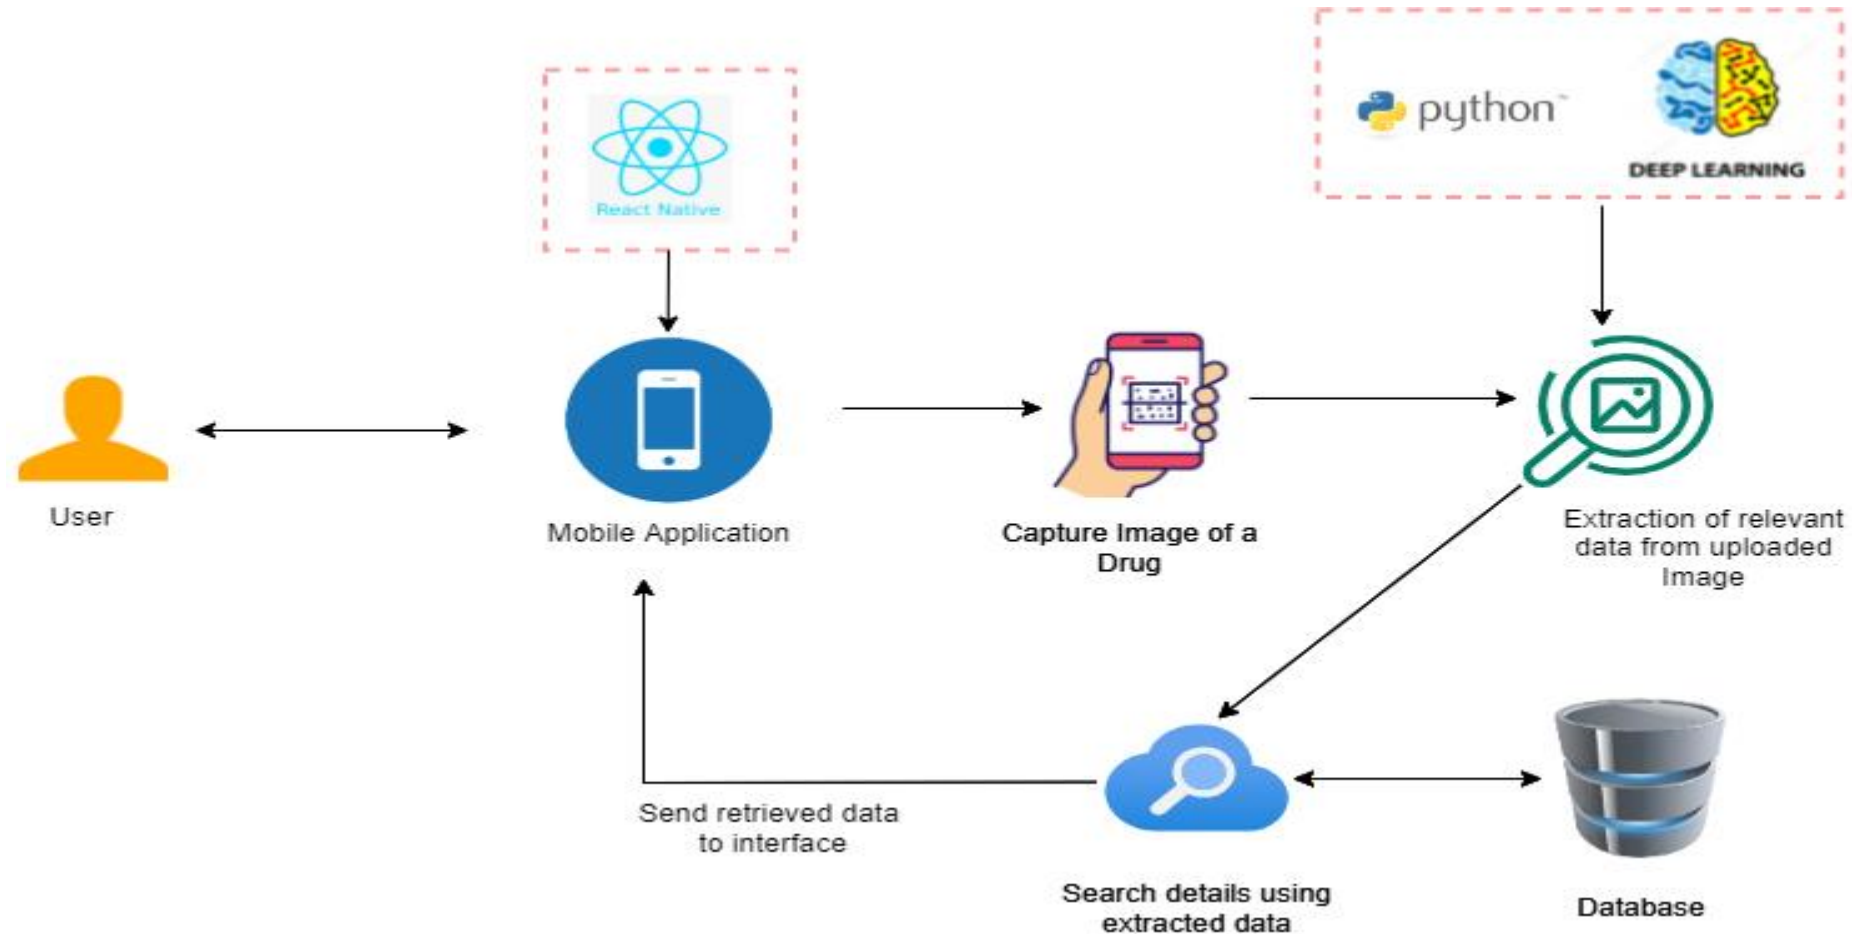 python™
DEEP LEARNING
React Native
User
Mobile Application
Capture Image of a
Drug
Extraction of relevant
data from uploaded
Image
Send retrieved data
to interface
Search details using
extracted data
Database